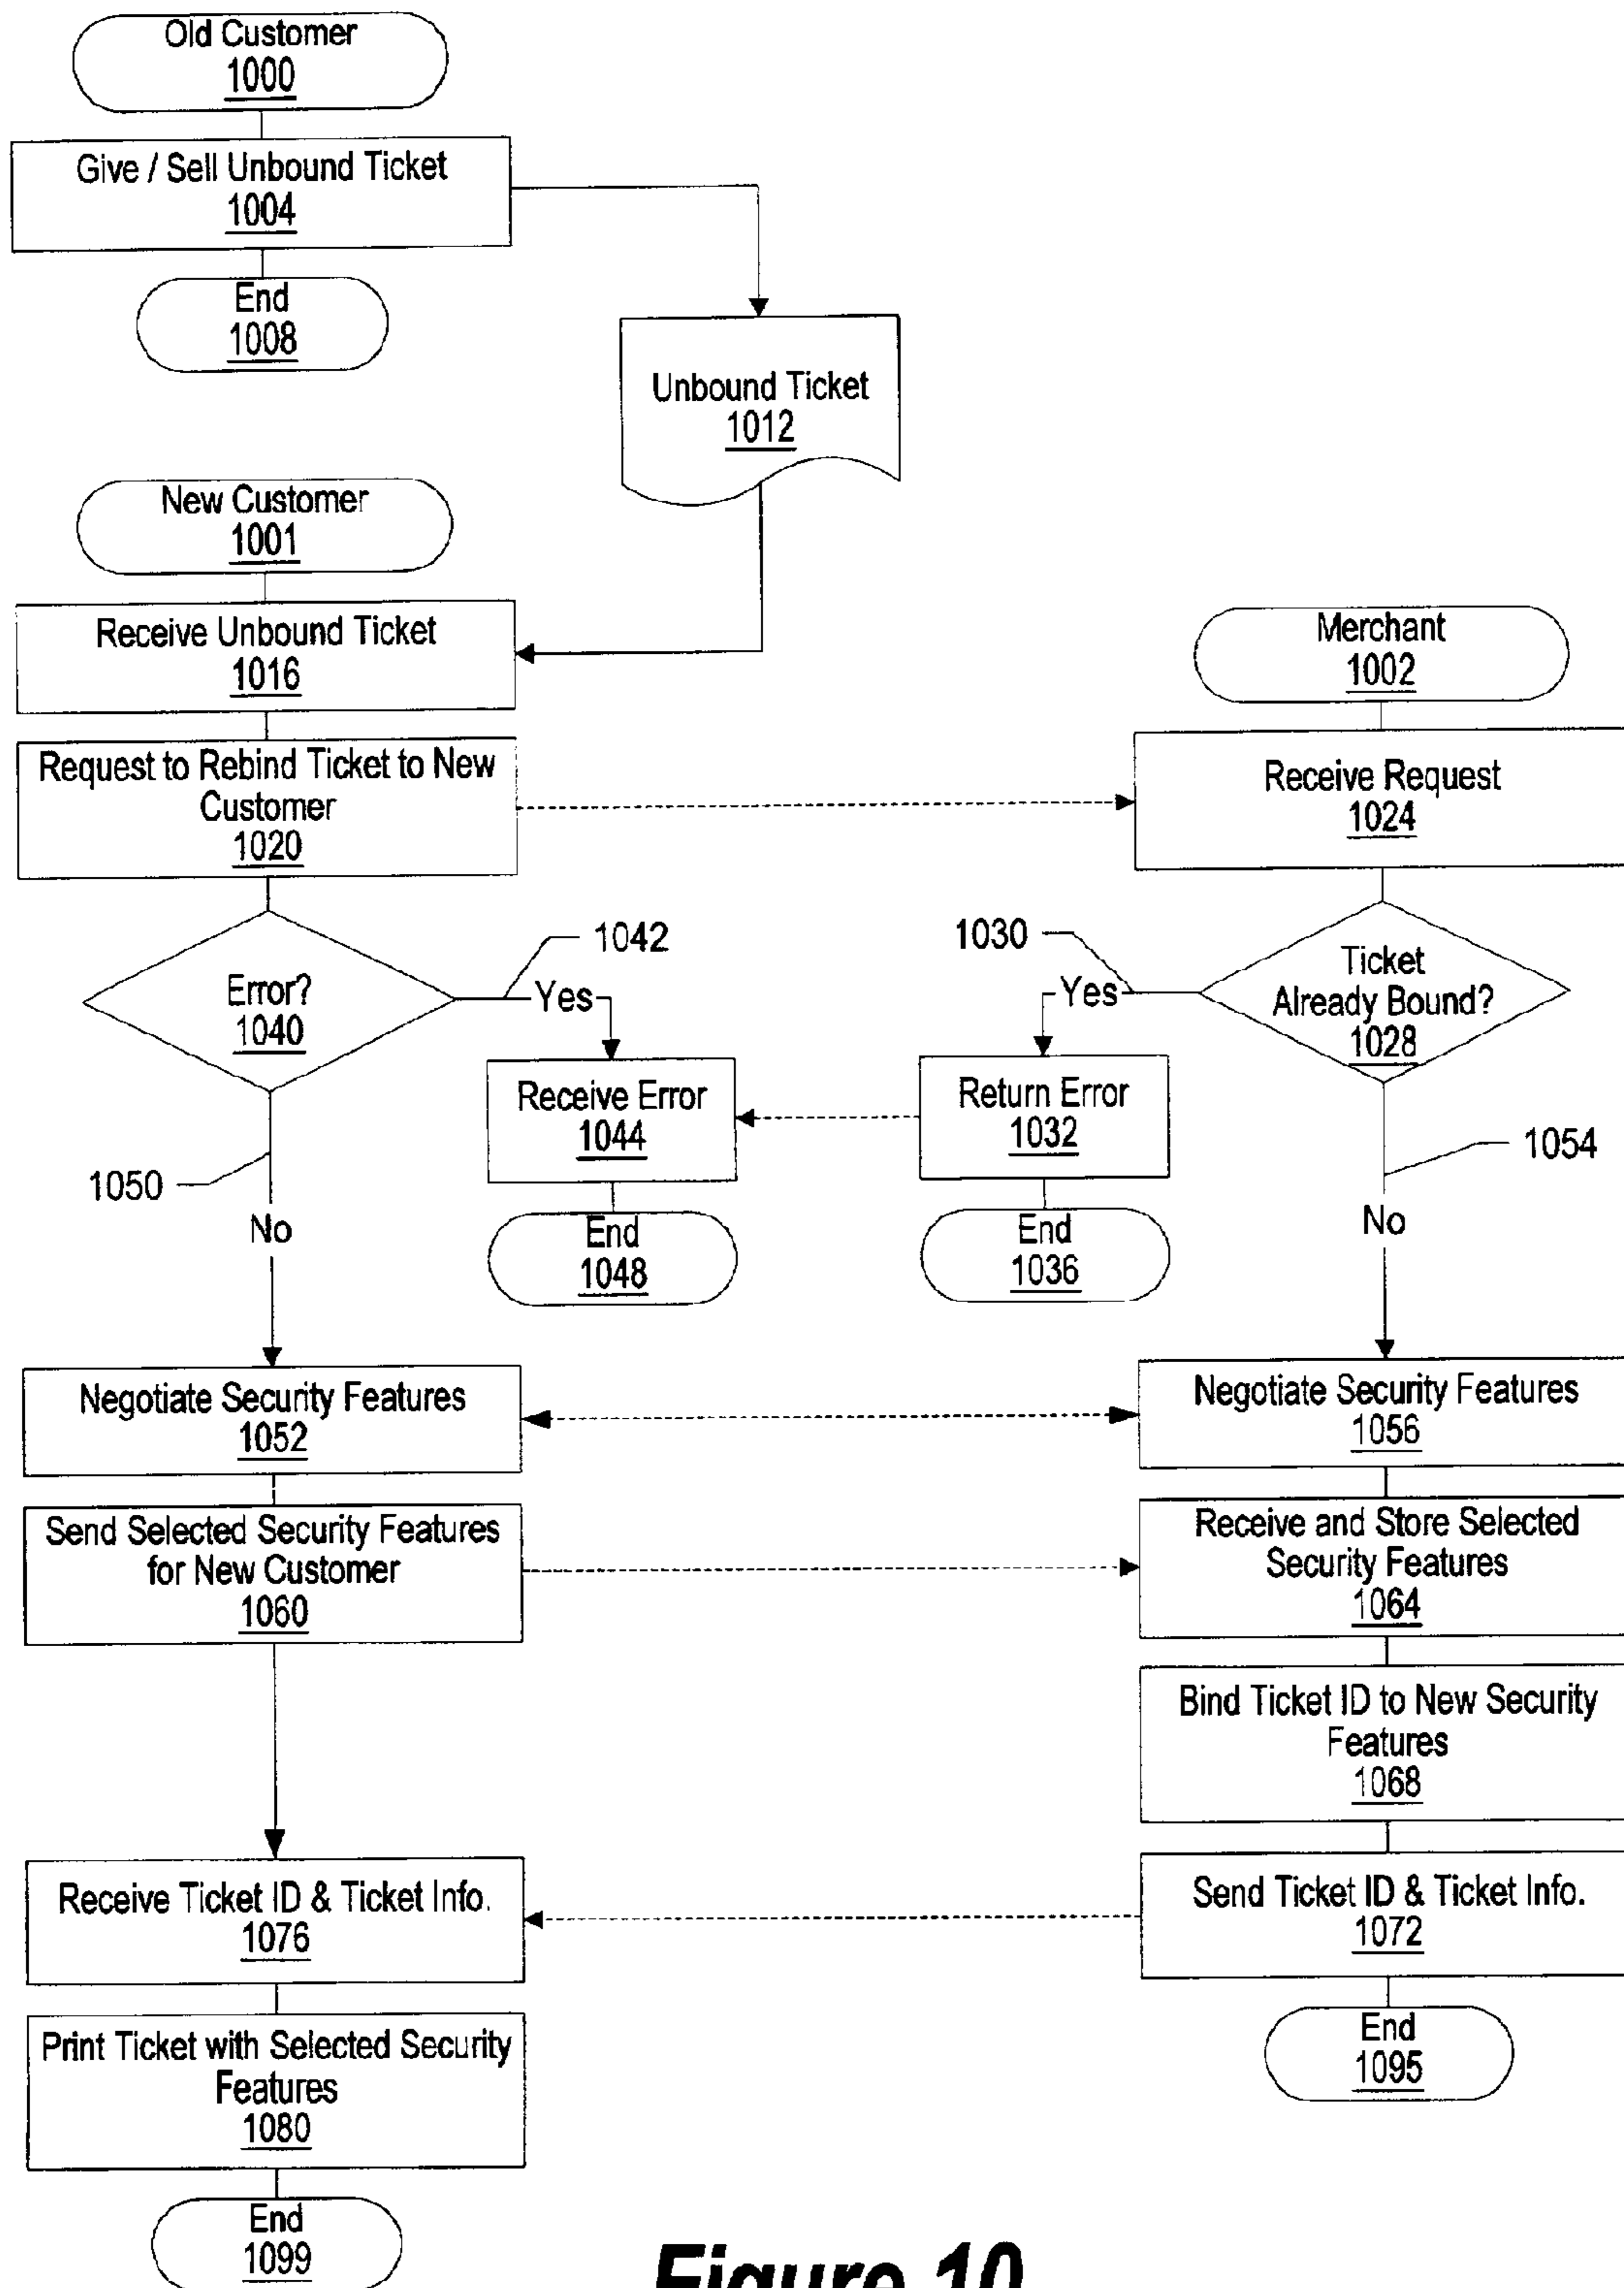 Old Customer
1000
Give / Sell Unbound Ticket
1004
End
1008
Unbound Ticket
1012
New Customer
1001
Receive Unbound Ticket
1016
Merchant
1002
Request to Rebind Ticket to New
Customer
1020
Receive Request
1024
Error?
1040
1042
Yes
1030
Yes
Ticket
Already Bound?
1028
Receive Error
1044
Return Error
1032
1050
No
1054
No
End
1048
End
1036
Negotiate Security Features
1052
Negotiate Security Features
1056
Send Selected Security Features
for New Customer
1060
Receive and Store Selected
Security Features
1064
Bind Ticket ID to New Security
Features
1068
Receive Ticket ID & Ticket Info.
1076
Send Ticket ID & Ticket Info.
1072
Print Ticket with Selected Security
Features
1080
End
1095
End
1099
Figure 10